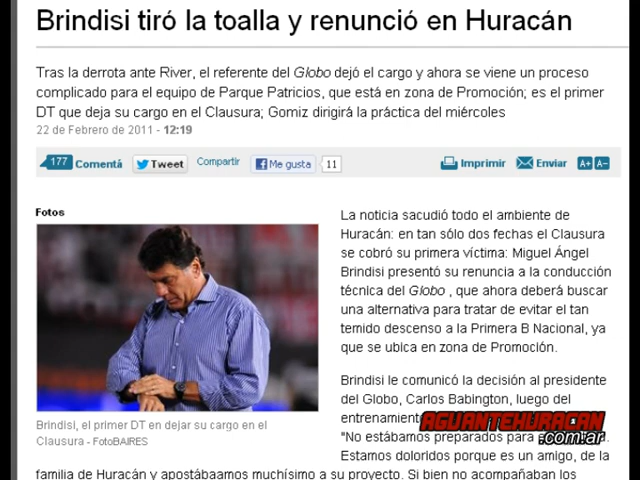 Brindisi tiró la toalla y renunció en Huracán
Tras la derrota ante River, el referente del Globo dejó el cargo y ahora se viene un proceso
complicado para el equipo de Parque Patricios, que está en zona de Promoción; es el primer
DT que deja su cargo en el Clausura; Gomiz dirigirá la práctica del miércoles
22 de Febrero de 2011 - 12:19
177 Comentá Tweet Compartir Me gusta 11 Imprimir Enviar A+ A-
Fotos
Brindisi, el primer DT en dejar su cargo en el
Clausura - FotoBAIRES
La noticia sacudió todo el ambiente de
Huracán: en tan sólo dos fechas el Clausura
se cobró su primera víctima: Miguel Ángel
Brindisi presentó su renuncia a la conducción
técnica del Globo , que ahora deberá buscar
una alternativa para tratar de evitar el tan
temido descenso a la Primera B Nacional, ya
que se ubica en zona de Promoción.
Brindisi le comunicó la decisión al presidente
del Globo, Carlos Babington, luego del
AGUANTEHURACAN
.com.ar
"No estábamos preparados para
Estamos doloridos porque es un amigo, de la
familia de Huracán y apostábaamos muchísimo a su proyecto. Si bien no acompañaban los